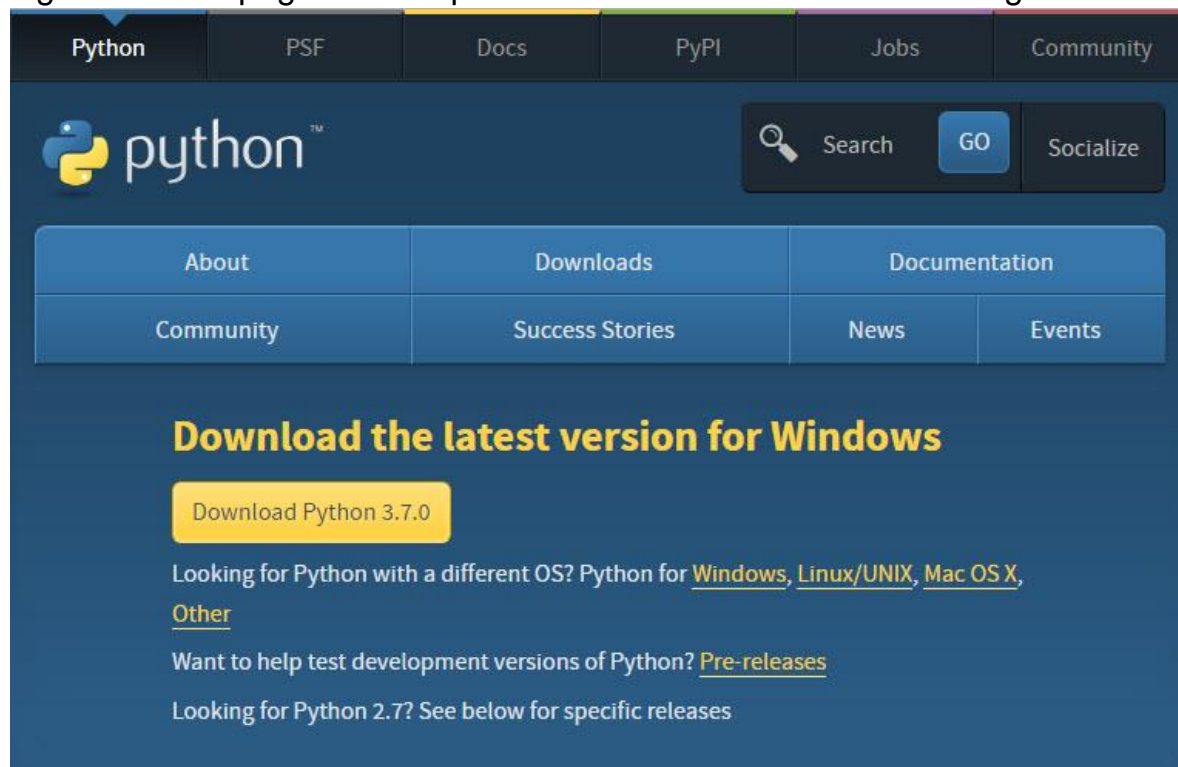 Python PSF Docs PyPI Jobs Community
python™
Search GO Socialize
About Downloads Documentation
Community Success Stories News Events
Download the latest version for Windows
Download Python 3.7.0
Looking for Python with a different OS? Python for Windows, Linux/UNIX, Mac OS X,
Other
Want to help test development versions of Python? Pre-releases
Looking for Python 2.7? See below for specific releases